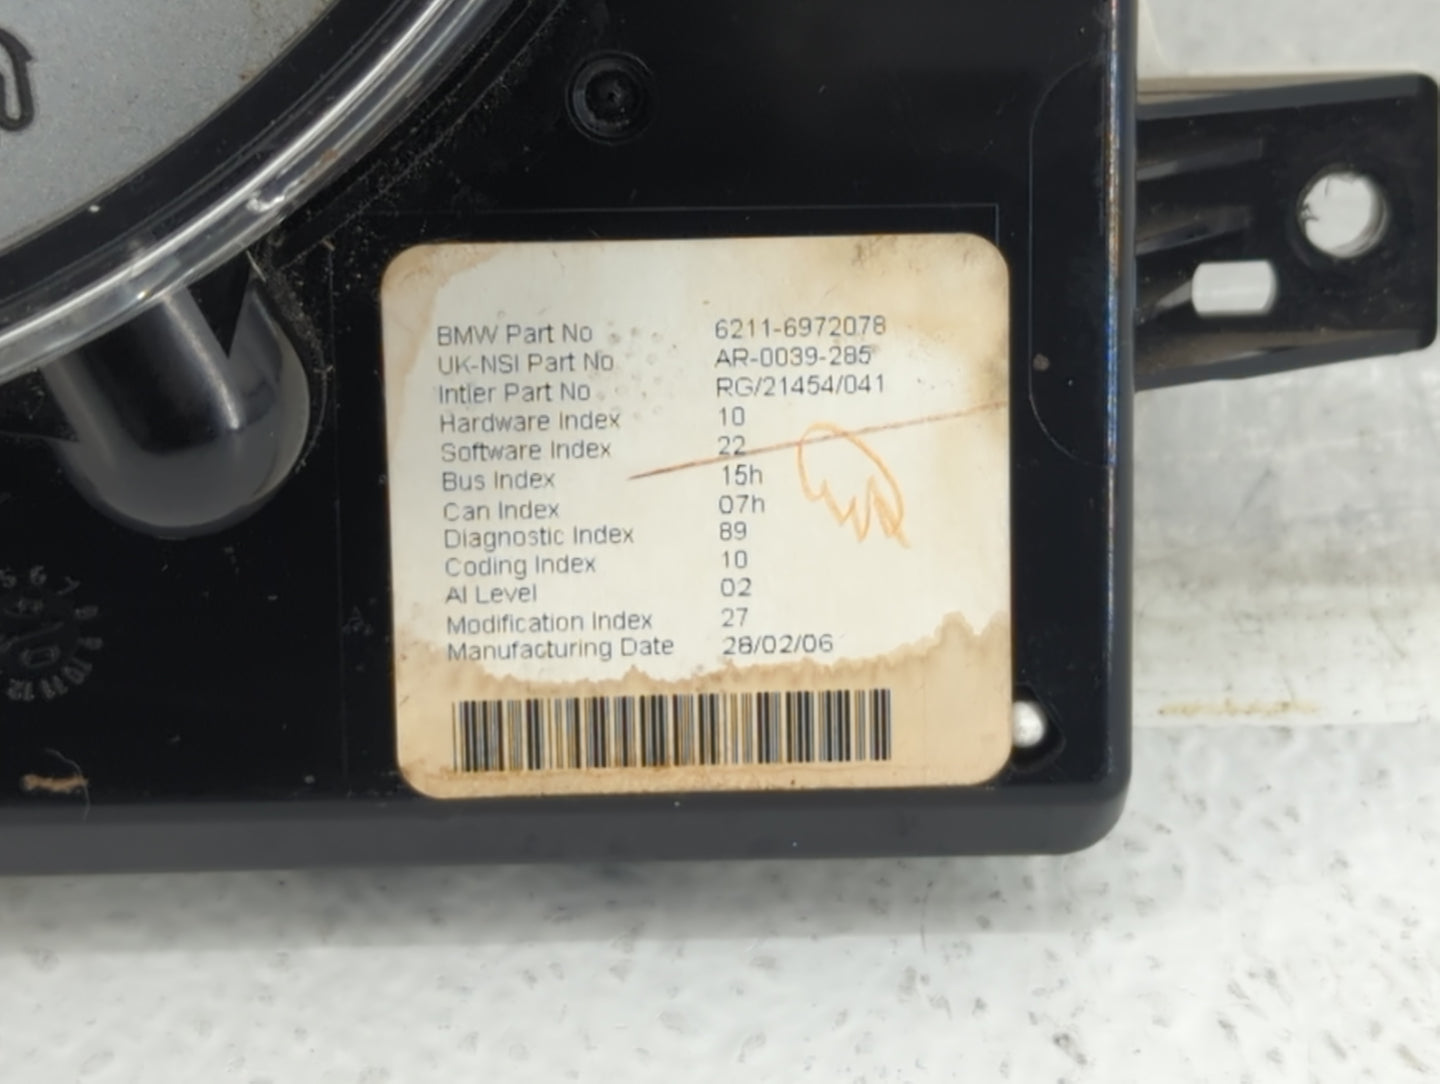 BMW Part No 6211-6972078
UK-NSI Part No AR-0039-285
Intler Part No RG/21454/041
Hardware Index 10
Software Index 22
Bus Index 15h
Can Index 07h
Diagnostic Index 89
Coding Index 10
AI Level 02
Modification Index 27
Manufacturing Date 28/02/06